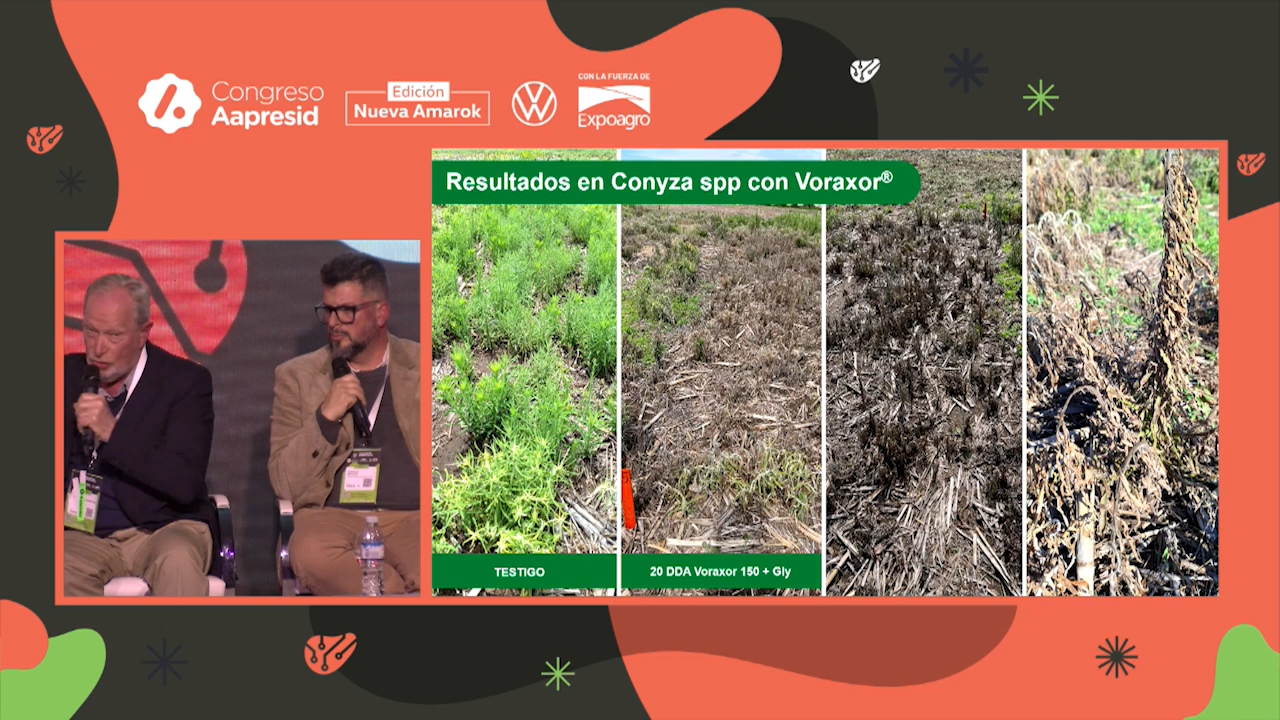 Congreso
Aapresid
Edición
Nueva Amarok
CON LA FUERZA DE
Expoagro
Resultados en Conyza spp con Voraxor®
TESTIGO
20 DDA Voraxor 150 + Gly